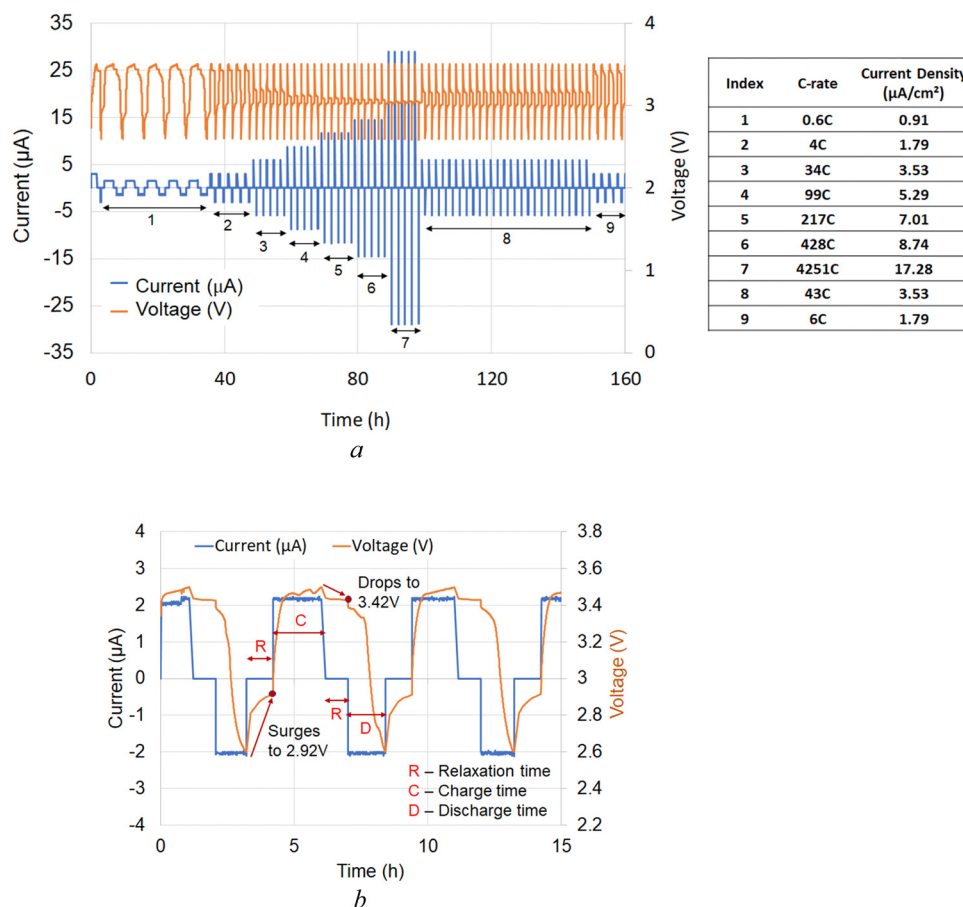 35
25
15
5
-5
-15
-25
-35
Current (µA)
4
3
2
1
0
Voltage (V)
1
2
3
4
5
6
7
8
9
Current (µA)
Voltage (V)
0 40 80 120 160
Time (h)
a
Index C-rate Current Density (µA/cm²)
1 0.6C 0.91
2 4C 1.79
3 34C 3.53
4 99C 5.29
5 217C 7.01
6 428C 8.74
7 4251C 17.28
8 43C 3.53
9 6C 1.79
4
3
2
1
0
-1
-2
-3
-4
Current (µA)
3.8
3.6
3.4
3.2
3
2.8
2.6
2.4
2.2
Voltage (V)
Current (µA) Voltage (V)
Drops to
3.42V
C
R
R
D
Surges
to 2.92V
R – Relaxation time
C – Charge time
D – Discharge time
0 5 10 15
Time (h)
b